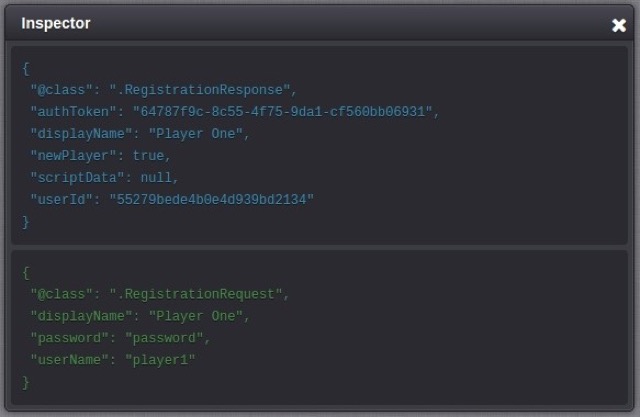 Inspector
{
"@class": ".RegistrationResponse",
"authToken": "64787f9c-8c55-4f75-9da1-cf560bb06931",
"displayName": "Player One",
"newPlayer": true,
"scriptData": null,
"userId": "55279bede4b0e4d939bd2134"
}
{
"@class": ".RegistrationRequest",
"displayName": "Player One",
"password": "password",
"userName": "player1"
}